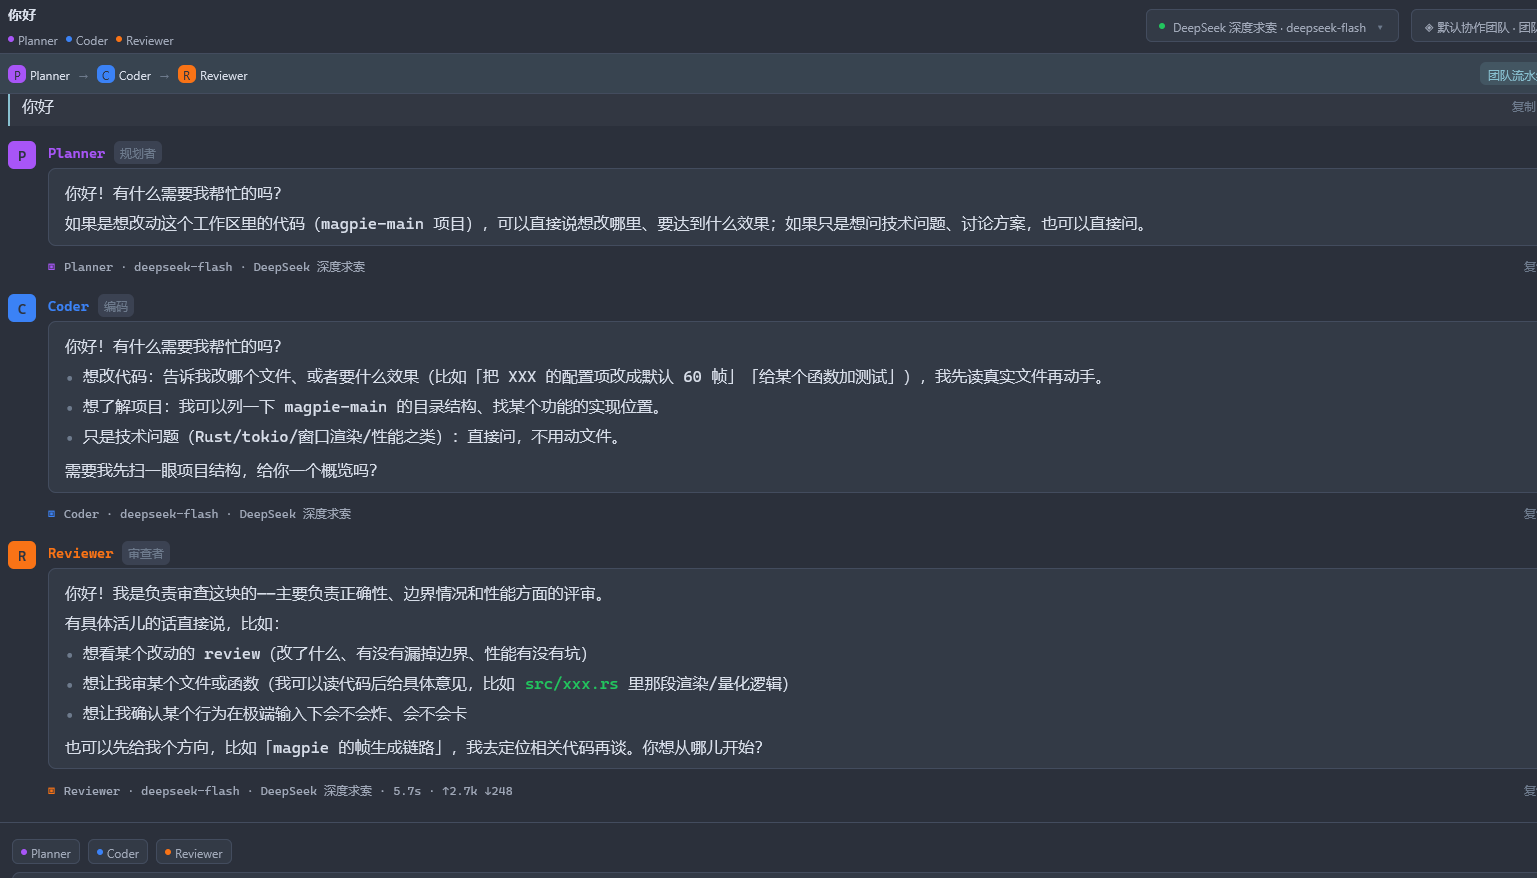 你好
Planner Coder Reviewer
DeepSeek 深度求索 · deepseek-flash
默认协作团队 · 团队
P Planner → C Coder → R Reviewer
团队流水
你好
复制
P Planner 规划者
你好！有什么需要我帮忙的吗？
如果是想改动这个工作区里的代码（magpie-main 项目），可以直接说想改哪里、要达到什么效果；如果只是想问技术问题、讨论方案，也可以直接问。
Planner · deepseek-flash · DeepSeek 深度求索
C Coder 编码
你好！有什么需要我帮忙的吗？
想改代码：告诉我改哪个文件、或者要什么效果（比如「把 XXX 的配置项改成默认 60 帧」「给某个函数加测试」），我先读真实文件再动手。
想了解项目：我可以列一下 magpie-main 的目录结构、找某个功能的实现位置。
只是技术问题（Rust/tokio/窗口渲染/性能之类）：直接问，不用动文件。
需要我先扫一眼项目结构，给你一个概览吗？
Coder · deepseek-flash · DeepSeek 深度求索
R Reviewer 审查者
你好！我是负责审查这块的——主要负责正确性、边界情况和性能方面的评审。
有具体活儿的话直接说，比如：
想看某个改动的 review（改了什么、有没有漏掉边界、性能有没有坑）
想让我审某个文件或函数（我可以读代码后给具体意见，比如 src/xxx.rs 里那段渲染/量化逻辑）
想让我确认某个行为在极端输入下会不会炸、会不会卡
也可以先给我个方向，比如「magpie 的帧生成链路」，我去定位相关代码再谈。你想从哪儿开始？
Reviewer · deepseek-flash · DeepSeek 深度求索 · 5.7s · ↑2.7k ↓248
Planner Coder Reviewer